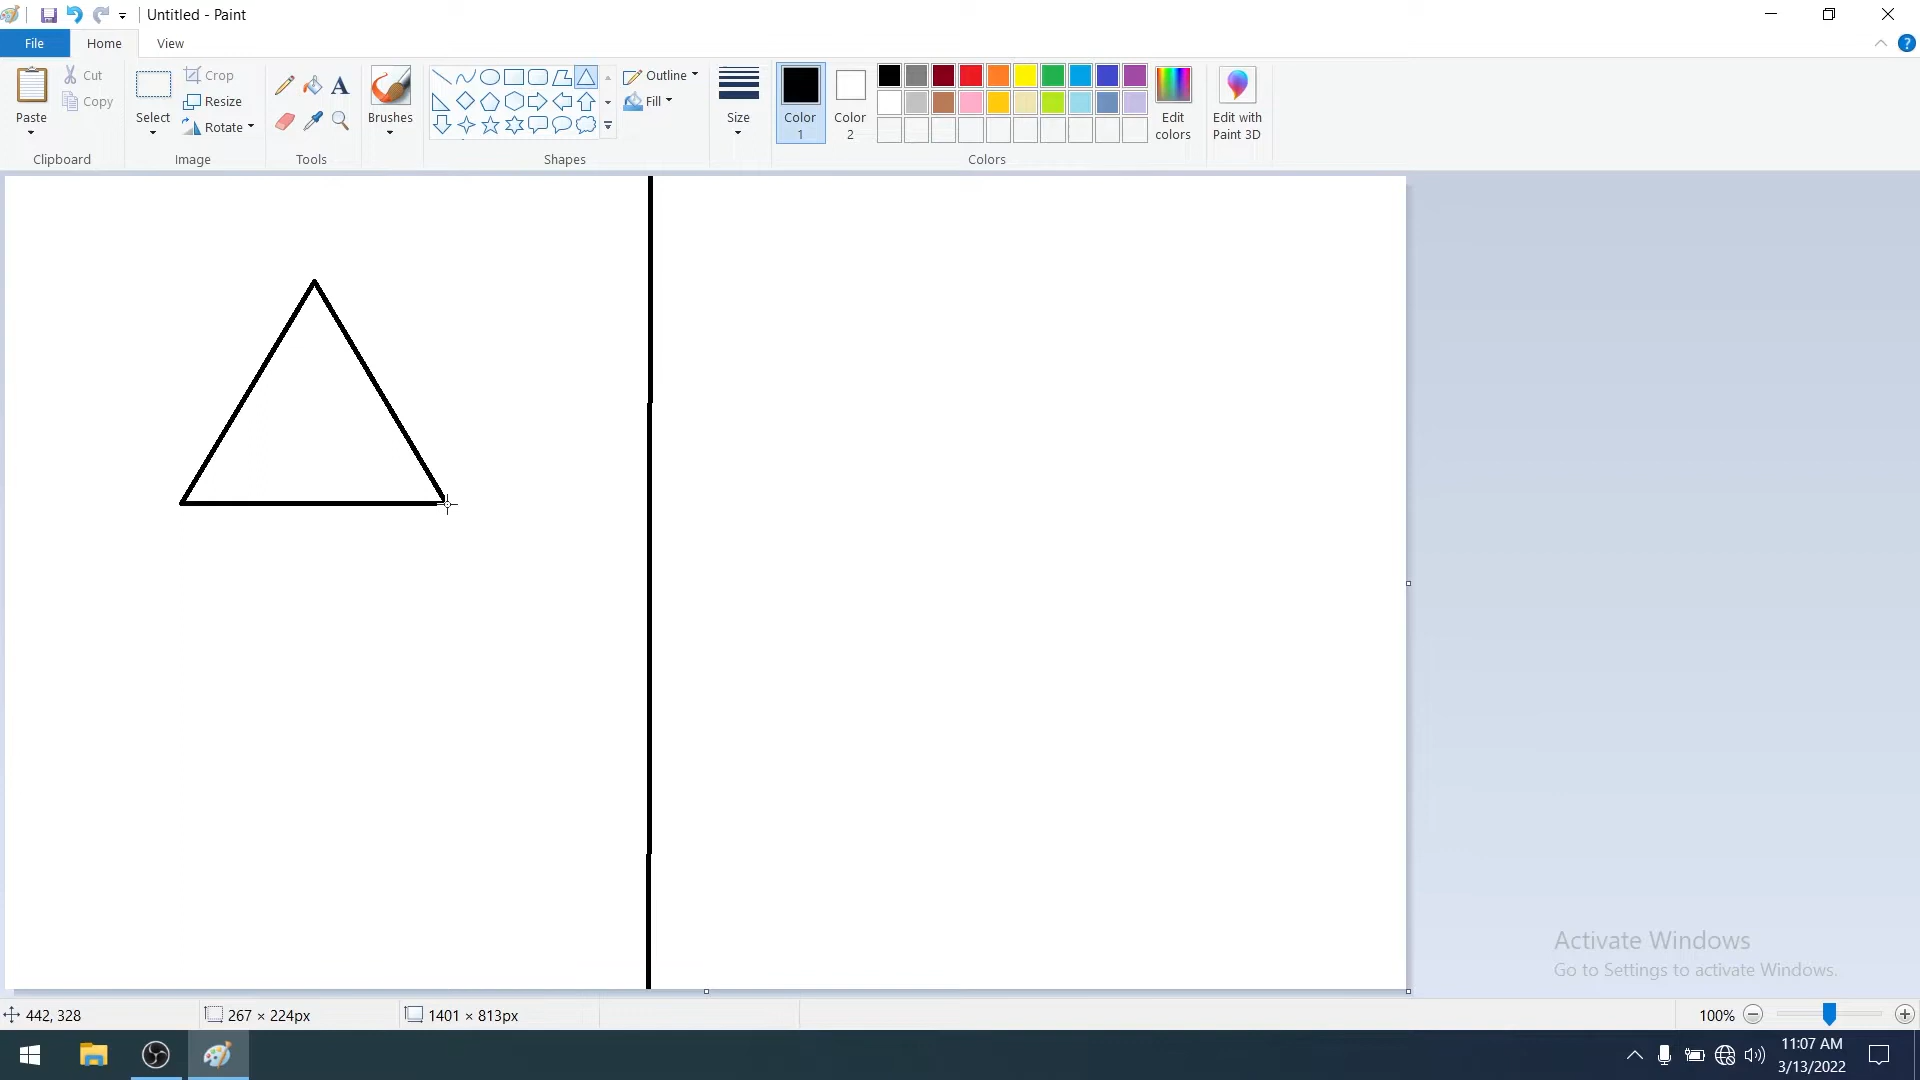 Untitled - Paint
File Home View
Paste
Cut
Copy
Clipboard
Select
Crop
Resize
Rotate
Image
A
Tools
Brushes
Outline
Fill
Shapes
Size
Color 1
Color 2
Edit colors
Colors
Edit with Paint 3D
?
Activate Windows
Go to Settings to activate Windows.
442, 328
267 × 224px
1401 × 813px
100%
11:07 AM
3/13/2022